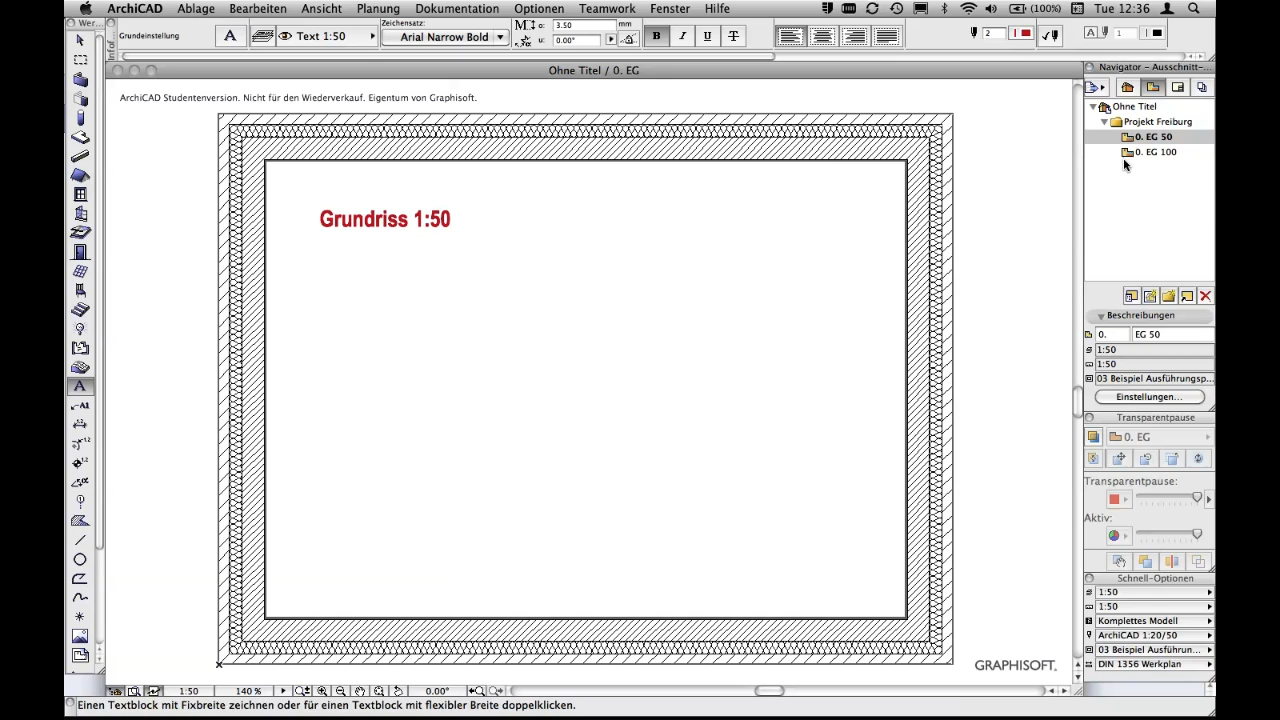 ArchiCAD Ablage Bearbeiten Ansicht Planung Dokumentation Optionen Teamwork Fenster Hilfe (100%) Tue 12:36
Grundeinstellung
Text 1:50
Zeichensatz:
Arial Narrow Bold
3.50 mm
0.00°
B I U T
2
1
Ohne Titel / 0. EG
ArchiCAD Studentenversion. Nicht für den Wiederverkauf. Eigentum von Graphisoft.
Grundriss 1:50
GRAPHISOFT.
Navigator - Ausschnitt-...
Ohne Titel
Projekt Freiburg
0. EG 50
0. EG 100
Beschreibungen
0. EG 50
1:50
1:50
03 Beispiel Ausführungsp...
Einstellungen...
Transparentpause
0. EG
Transparentpause:
Aktiv:
Schnell-Optionen
1:50
1:50
Komplettes Modell
ArchiCAD 1:20/50
03 Beispiel Ausführun...
DIN 1356 Werkplan
1:50 140 % 0.00°
Einen Textblock mit Fixbreite zeichnen oder für einen Textblock mit flexibler Breite doppelklicken.